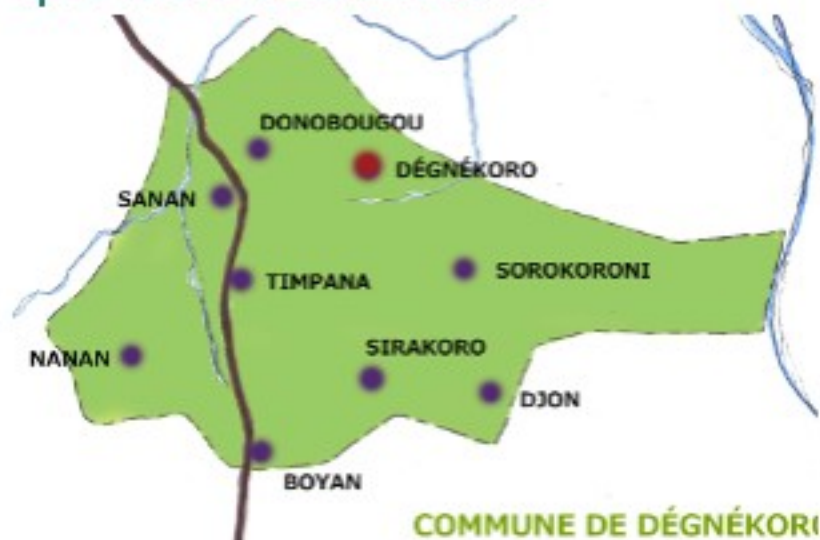 DONOBOUGOU
DÉGNÉKORO
SANAN
SOROKORONI
TIMPANA
SIRAKORO
NANAN
DJON
BOYAN
COMMUNE DE DÉGNÉKOR